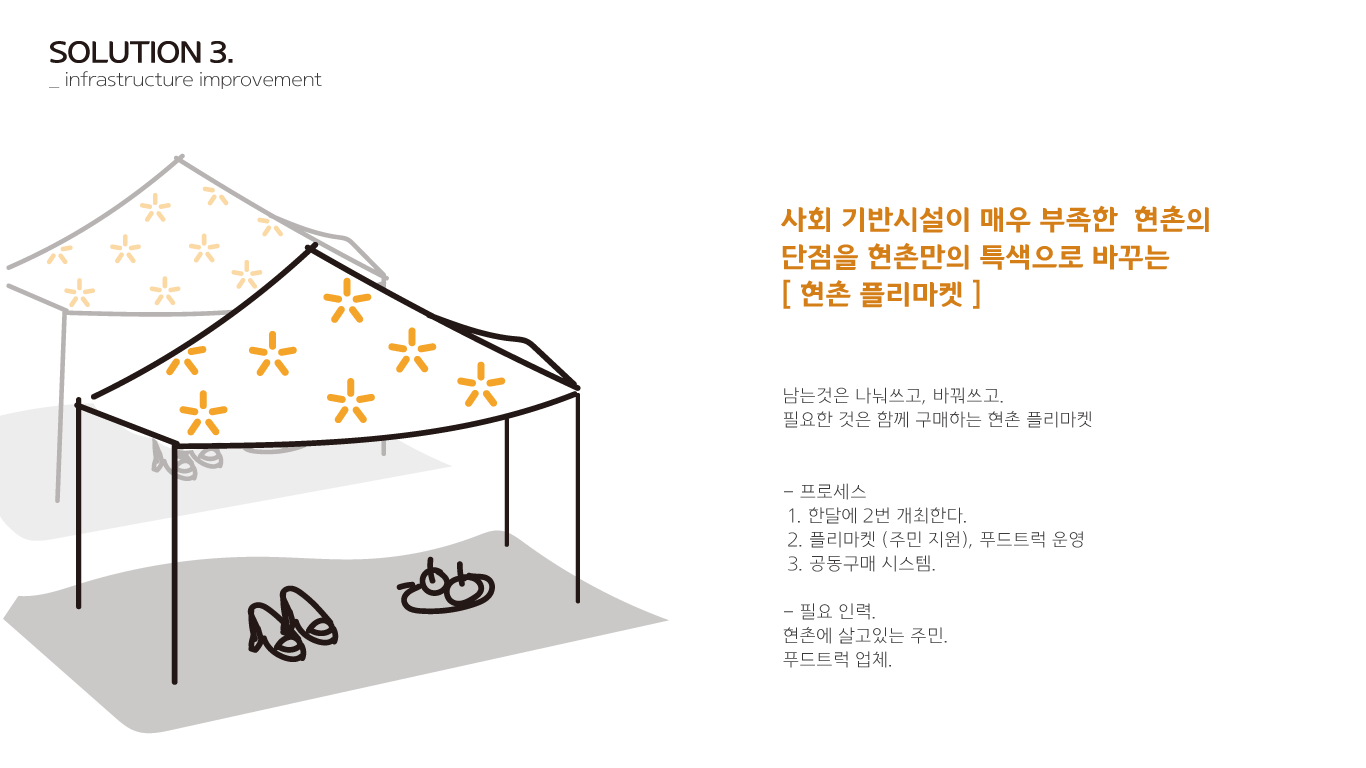 SOLUTION 3.
_ infrastructure improvement
사회 기반시설이 매우 부족한 현촌의
단점을 현촌만의 특색으로 바꾸는
[ 현촌 플리마켓 ]
남는것은 나눠쓰고, 바꿔쓰고.
필요한 것은 함께 구매하는 현촌 플리마켓
- 프로세스
1. 한달에 2번 개최한다.
2. 플리마켓 (주민 지원), 푸드트럭 운영
3. 공동구매 시스템.
- 필요 인력.
현촌에 살고있는 주민.
푸드트럭 업체.